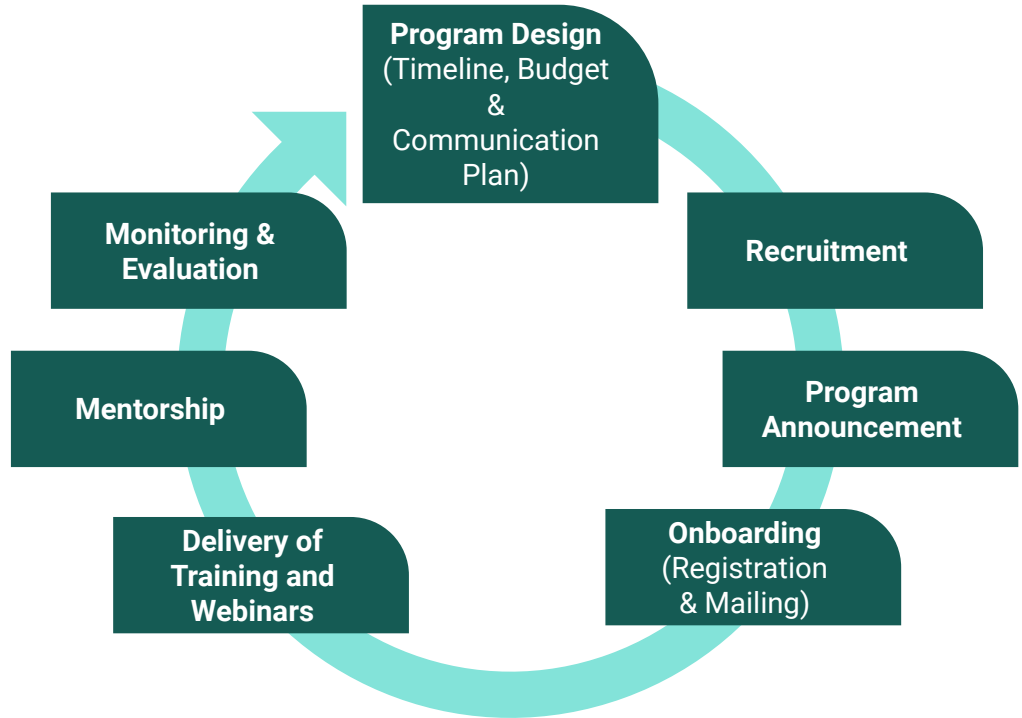 Program Design
(Timeline, Budget
&
Communication
Plan)
Recruitment
Program
Announcement
Onboarding
(Registration
& Mailing)
Delivery of
Training and
Webinars
Mentorship
Monitoring &
Evaluation